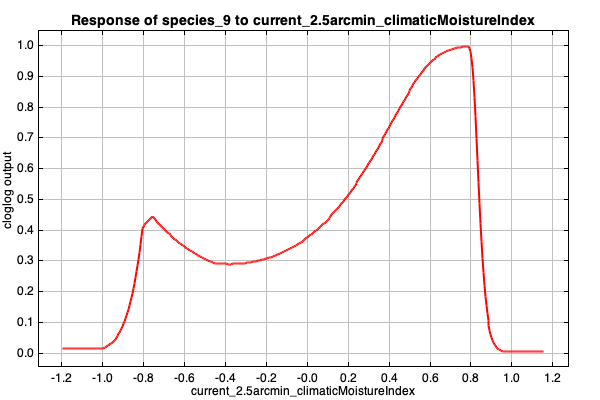 Response of species_9 to current_2.5arcmin_climaticMoistureIndex
cloglog output
1.0
0.9
0.8
0.7
0.6
0.5
0.4
0.3
0.2
0.1
0.0
-1.2 -1.0 -0.8 -0.6 -0.4 -0.2 0.0 0.2 0.4 0.6 0.8 1.0 1.2
current_2.5arcmin_climaticMoistureIndex